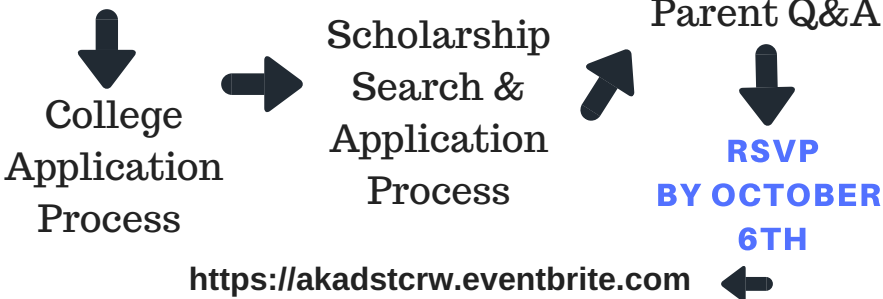 College
Application
Process
Scholarship
Search &
Application
Process
Parent Q&A
RSVP
BY OCTOBER
6TH
https://akadstcrw.eventbrite.com